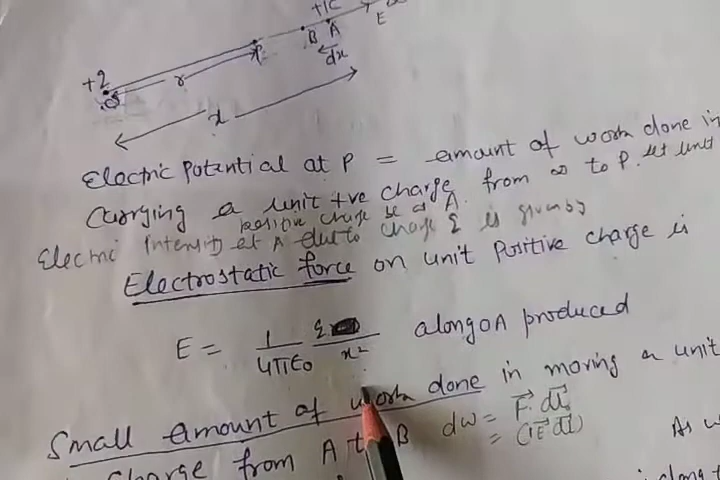 +1C
E
B A
dx
P
+q
O
r
x
Electric Potential at P = amount of work done in
Carrying a unit +ve charge from ∞ to P. let unit
positive charge be at A.
Electric Intensity at A due to charge q is given by
Electrostatic force on unit Positive charge is
E = 1/4πε₀ q/x² along OA produced
Small amount of work done in moving a unit
charge from A to B dw = F⃗.dl⃗
= (1E⃗ dl⃗)
As w